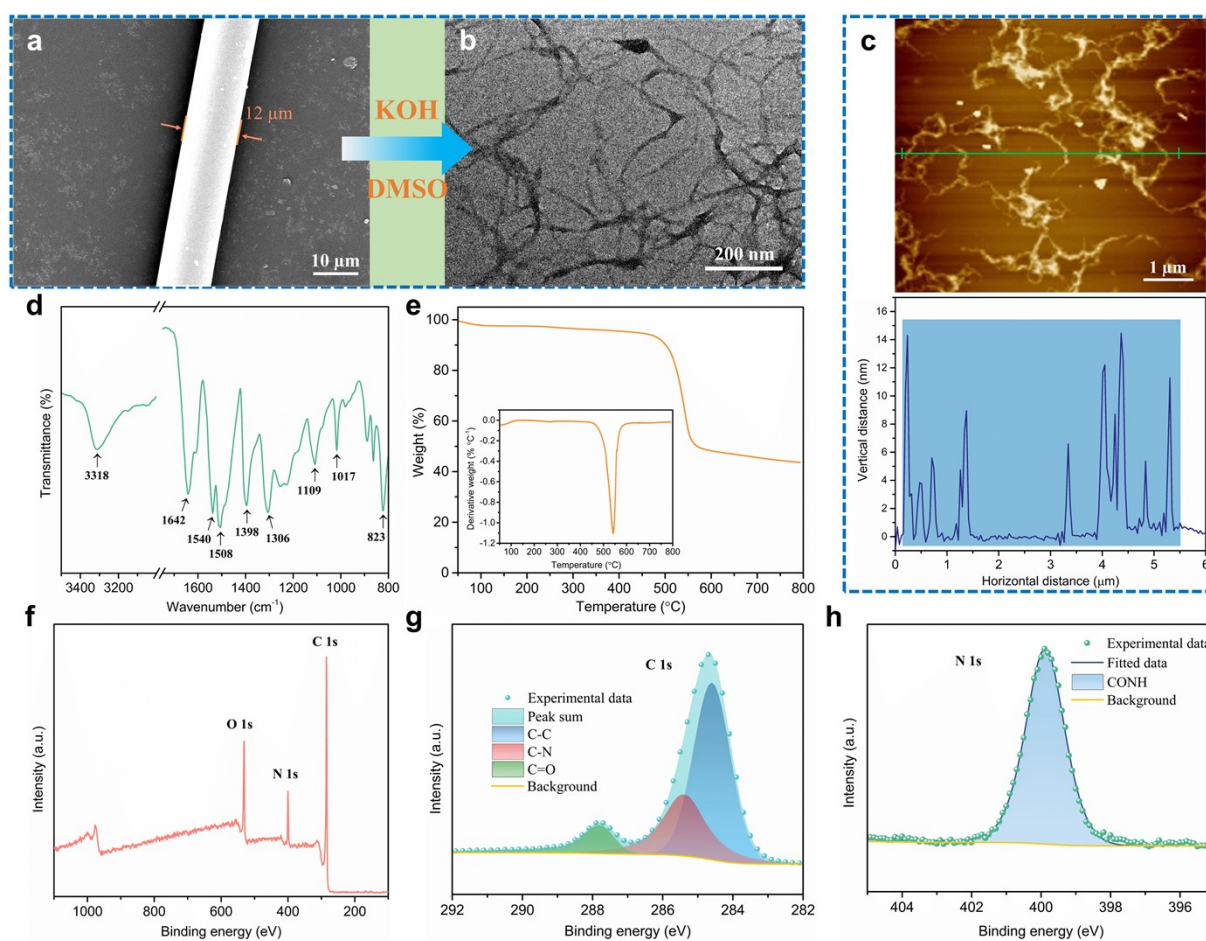 a
12 µm
10 µm
KOH
DMSO
b
200 nm
c
1 µm
16
14
12
10
8
6
4
2
0
Vertical distance (nm)
0 1 2 3 4 5 6
Horizontal distance (µm)
d
Transmittance (%)
3318
1642
1540
1508
1398
1306
1109
1017
823
3400 3200 1600 1400 1200 1000 800
Wavenumber (cm⁻¹)
e
100
80
60
40
20
0
Weight (%)
0.0
-0.2
-0.4
-0.6
-0.8
-1.0
-1.2
Derivative weight (% °C⁻¹)
100 200 300 400 500 600 700 800
Temperature (°C)
100 200 300 400 500 600 700 800
Temperature (°C)
f
C 1s
O 1s
N 1s
Intensity (a.u.)
1000 800 600 400 200
Binding energy (eV)
g
C 1s
Experimental data
Peak sum
C-C
C-N
C=O
Background
Intensity (a.u.)
292 290 288 286 284 282
Binding energy (eV)
h
N 1s
Experimental data
Fitted data
CONH
Background
Intensity (a.u.)
404 402 400 398 396
Binding energy (eV)